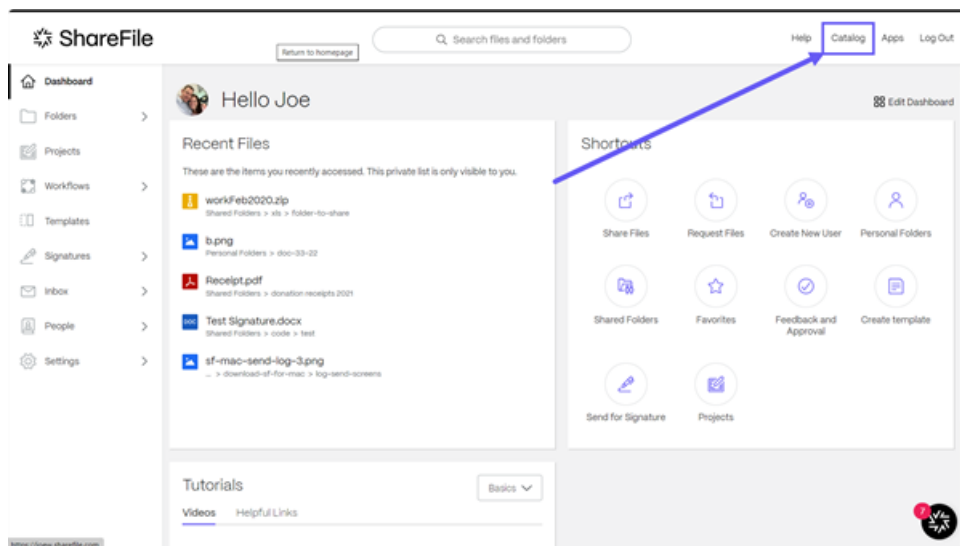 ShareFile
Return to homepage
Search files and folders
Help
Catalog
Apps
Log Out
Dashboard
Folders
Projects
Workflows
Templates
Signatures
Inbox
People
Settings
Hello Joe
Edit Dashboard
Recent Files
These are the items you recently accessed. This private list is only visible to you.
workFeb2020.zip
Shared Folders > xls > folder-to-share
b.png
Personal Folders > doc-33-22
Receipt.pdf
Shared Folders > donation receipts 2021
DOC
Test Signature.docx
Shared Folders > code > test
sf-mac-send-log-3.png
... > download-sf-for-mac > log-send-screens
Shortcuts
Share Files
Request Files
Create New User
Personal Folders
Shared Folders
Favorites
Feedback and
Approval
Create template
Send for Signature
Projects
Tutorials
Basics
Videos
Helpful Links
7